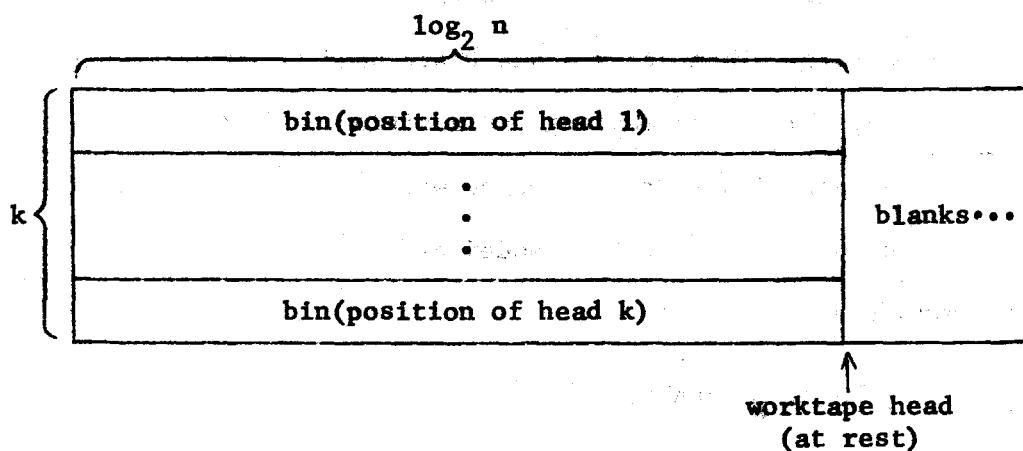 log₂ n
bin(position of head 1)
k
blanks•••
bin(position of head k)
worktape head
(at rest)